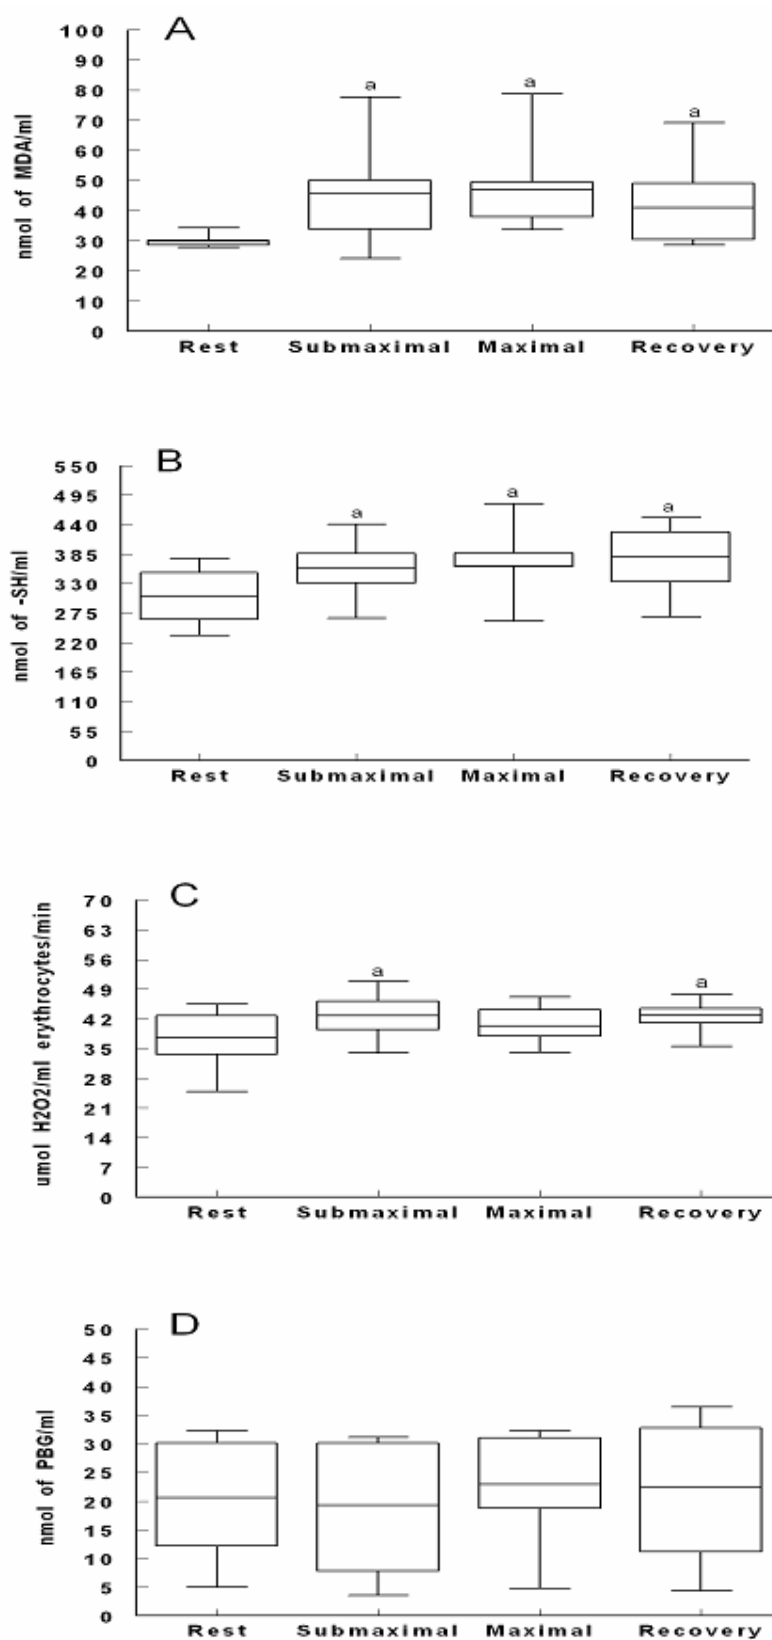 A
nmol of MDA/ml
100
90
80
70
60
50
40
30
20
10
0
a
a
a
Rest Submaximal Maximal Recovery
B
nmol of -SH/ml
550
495
440
385
330
275
220
165
110
55
0
a
a
a
Rest Submaximal Maximal Recovery
C
umol H2O2/ml erythrocytes/min
70
63
56
49
42
35
28
21
14
7
0
a
a
Rest Submaximal Maximal Recovery
D
nmol of PBG/ml
50
45
40
35
30
25
20
15
10
5
0
Rest Submaximal Maximal Recovery